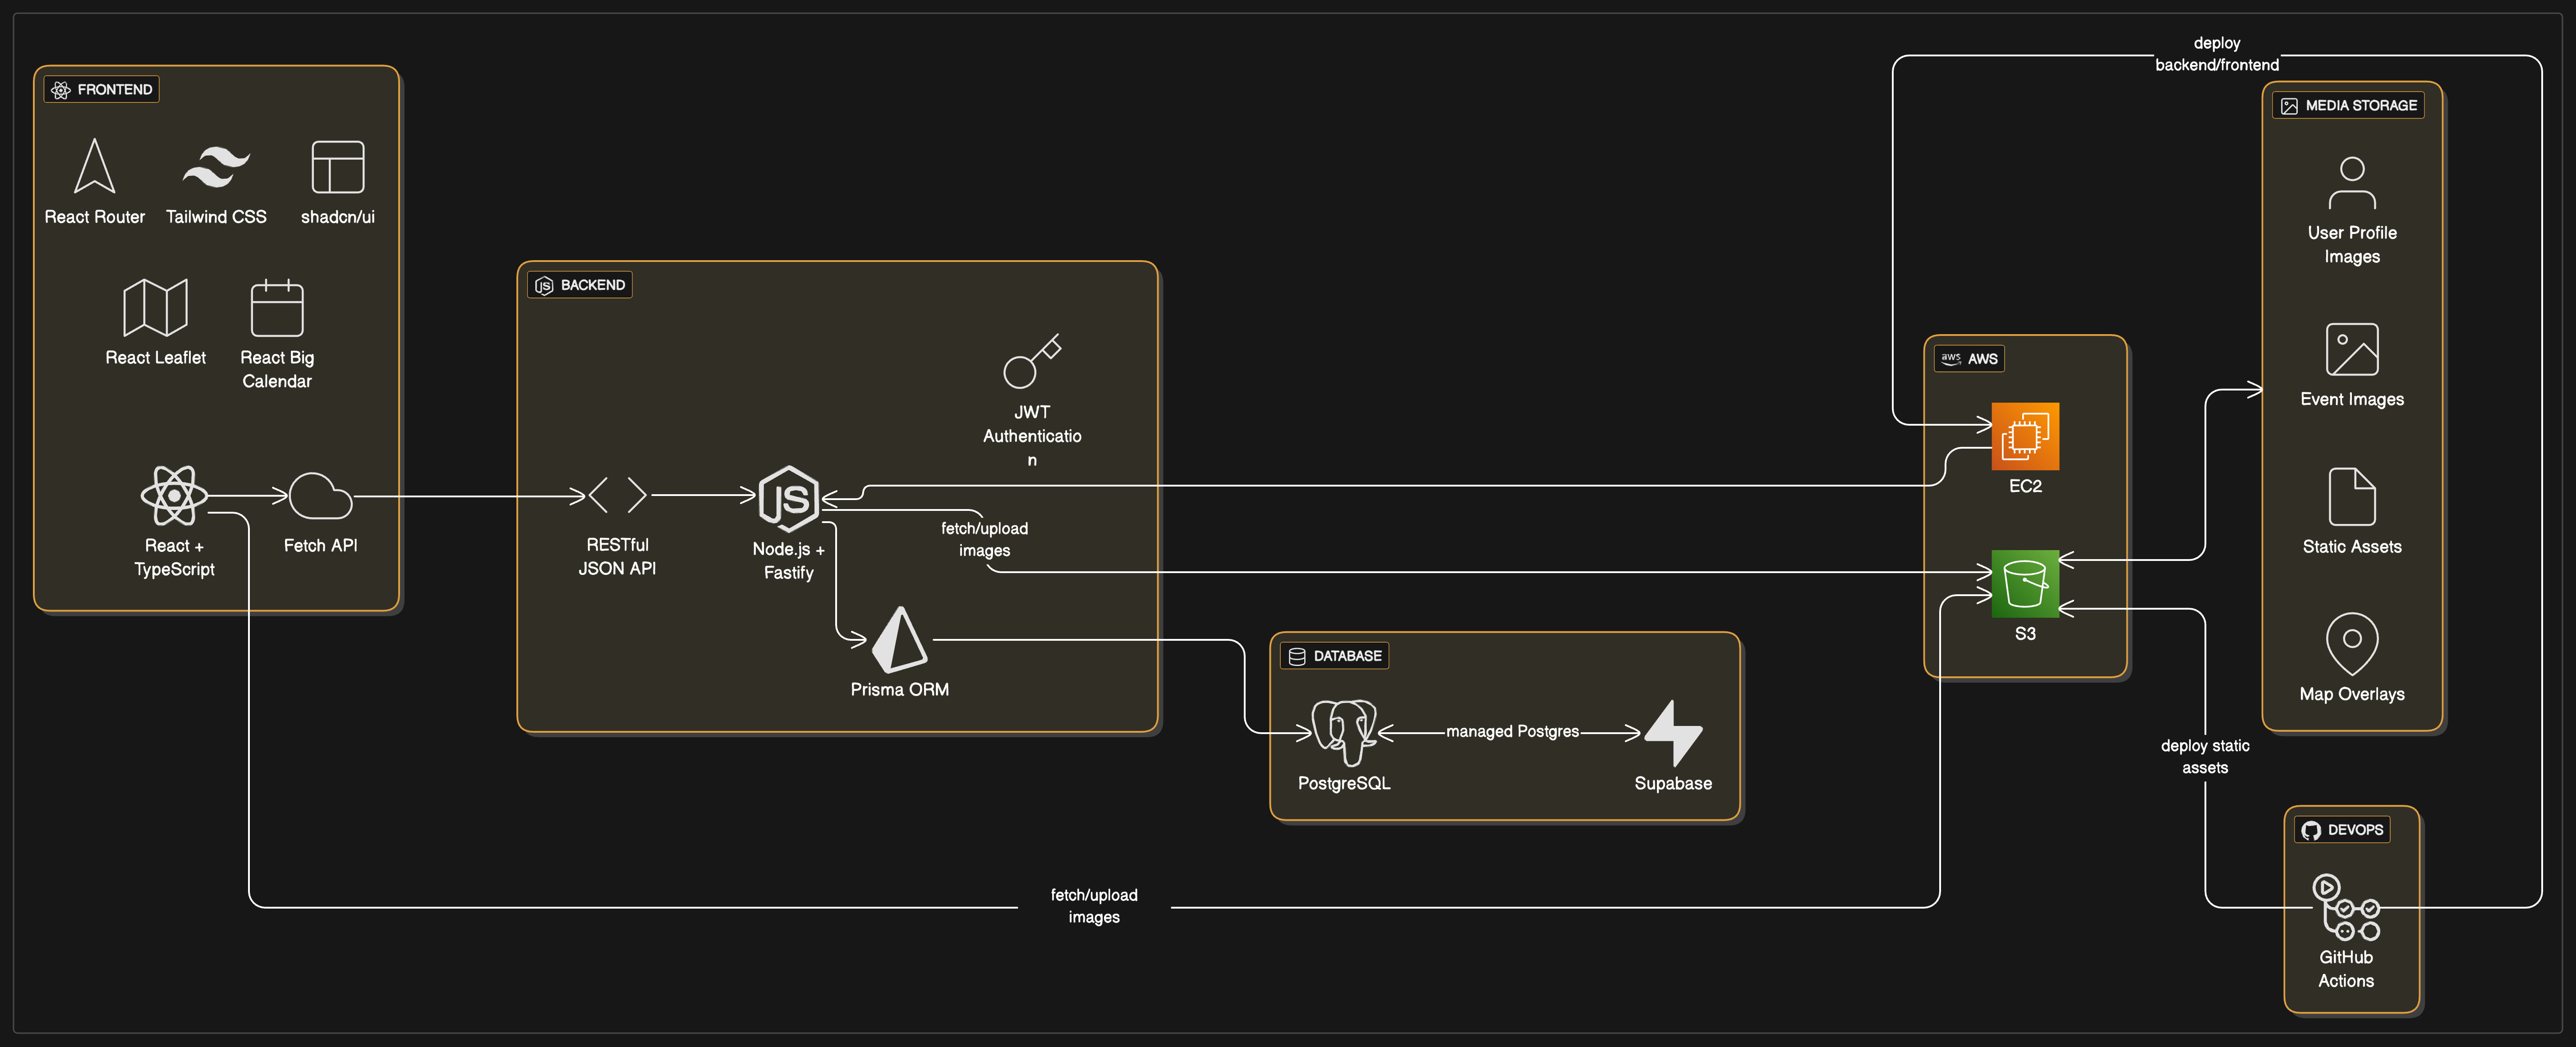 deploy
backend/frontend
FRONTEND
React Router
Tailwind CSS
shadcn/ui
React Leaflet
React Big
Calendar
React +
TypeScript
Fetch API
JS BACKEND
JWT
Authenticatio
n
RESTful
JSON API
JS
Node.js +
Fastify
fetch/upload
images
Prisma ORM
DATABASE
PostgreSQL
managed Postgres
Supabase
aws AWS
EC2
S3
MEDIA STORAGE
User Profile
Images
Event Images
Static Assets
Map Overlays
deploy static
assets
DEVOPS
GitHub
Actions
fetch/upload
images